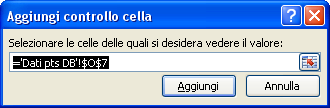 Aggiungi controllo cella
Selezionare le celle delle quali si desidera vedere il valore:
='Dati pts DB'!$O$7
Aggiungi
Annulla